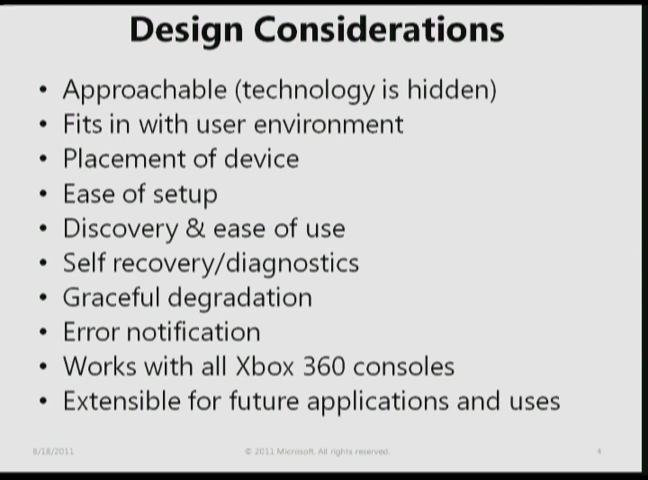 Design Considerations
• Approachable (technology is hidden)
• Fits in with user environment
• Placement of device
• Ease of setup
• Discovery & ease of use
• Self recovery/diagnostics
• Graceful degradation
• Error notification
• Works with all Xbox 360 consoles
• Extensible for future applications and uses
8/18/2011 © 2011 Microsoft. All rights reserved. 4